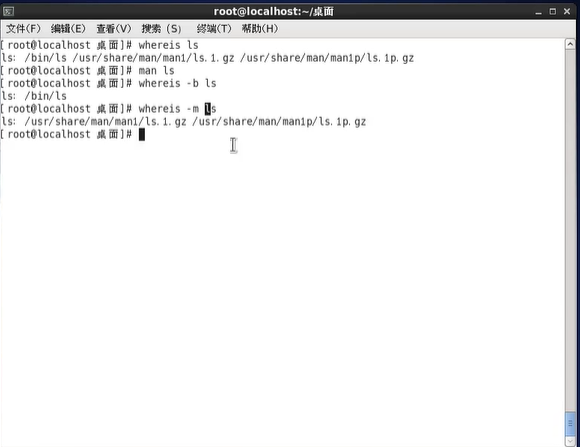 root@localhost:~/桌面
文件(F) 编辑(E) 查看(V) 搜索 (S) 终端(T) 帮助(H)
[root@localhost 桌面]# whereis ls
ls: /bin/ls /usr/share/man/man1/ls.1.gz /usr/share/man/man1p/ls.1p.gz
[root@localhost 桌面]# man ls
[root@localhost 桌面]# whereis -b ls
ls: /bin/ls
[root@localhost 桌面]# whereis -m ls
ls: /usr/share/man/man1/ls.1.gz /usr/share/man/man1p/ls.1p.gz
[root@localhost 桌面]#